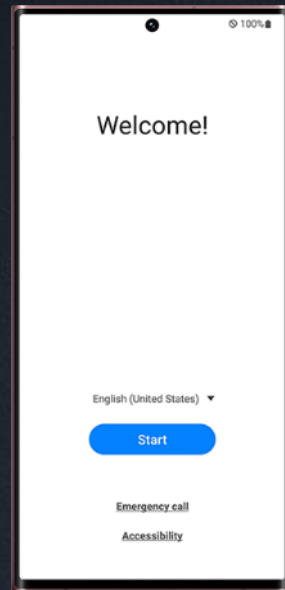 100%
Welcome!
English (United States)
Start
Emergency call
Accessibility